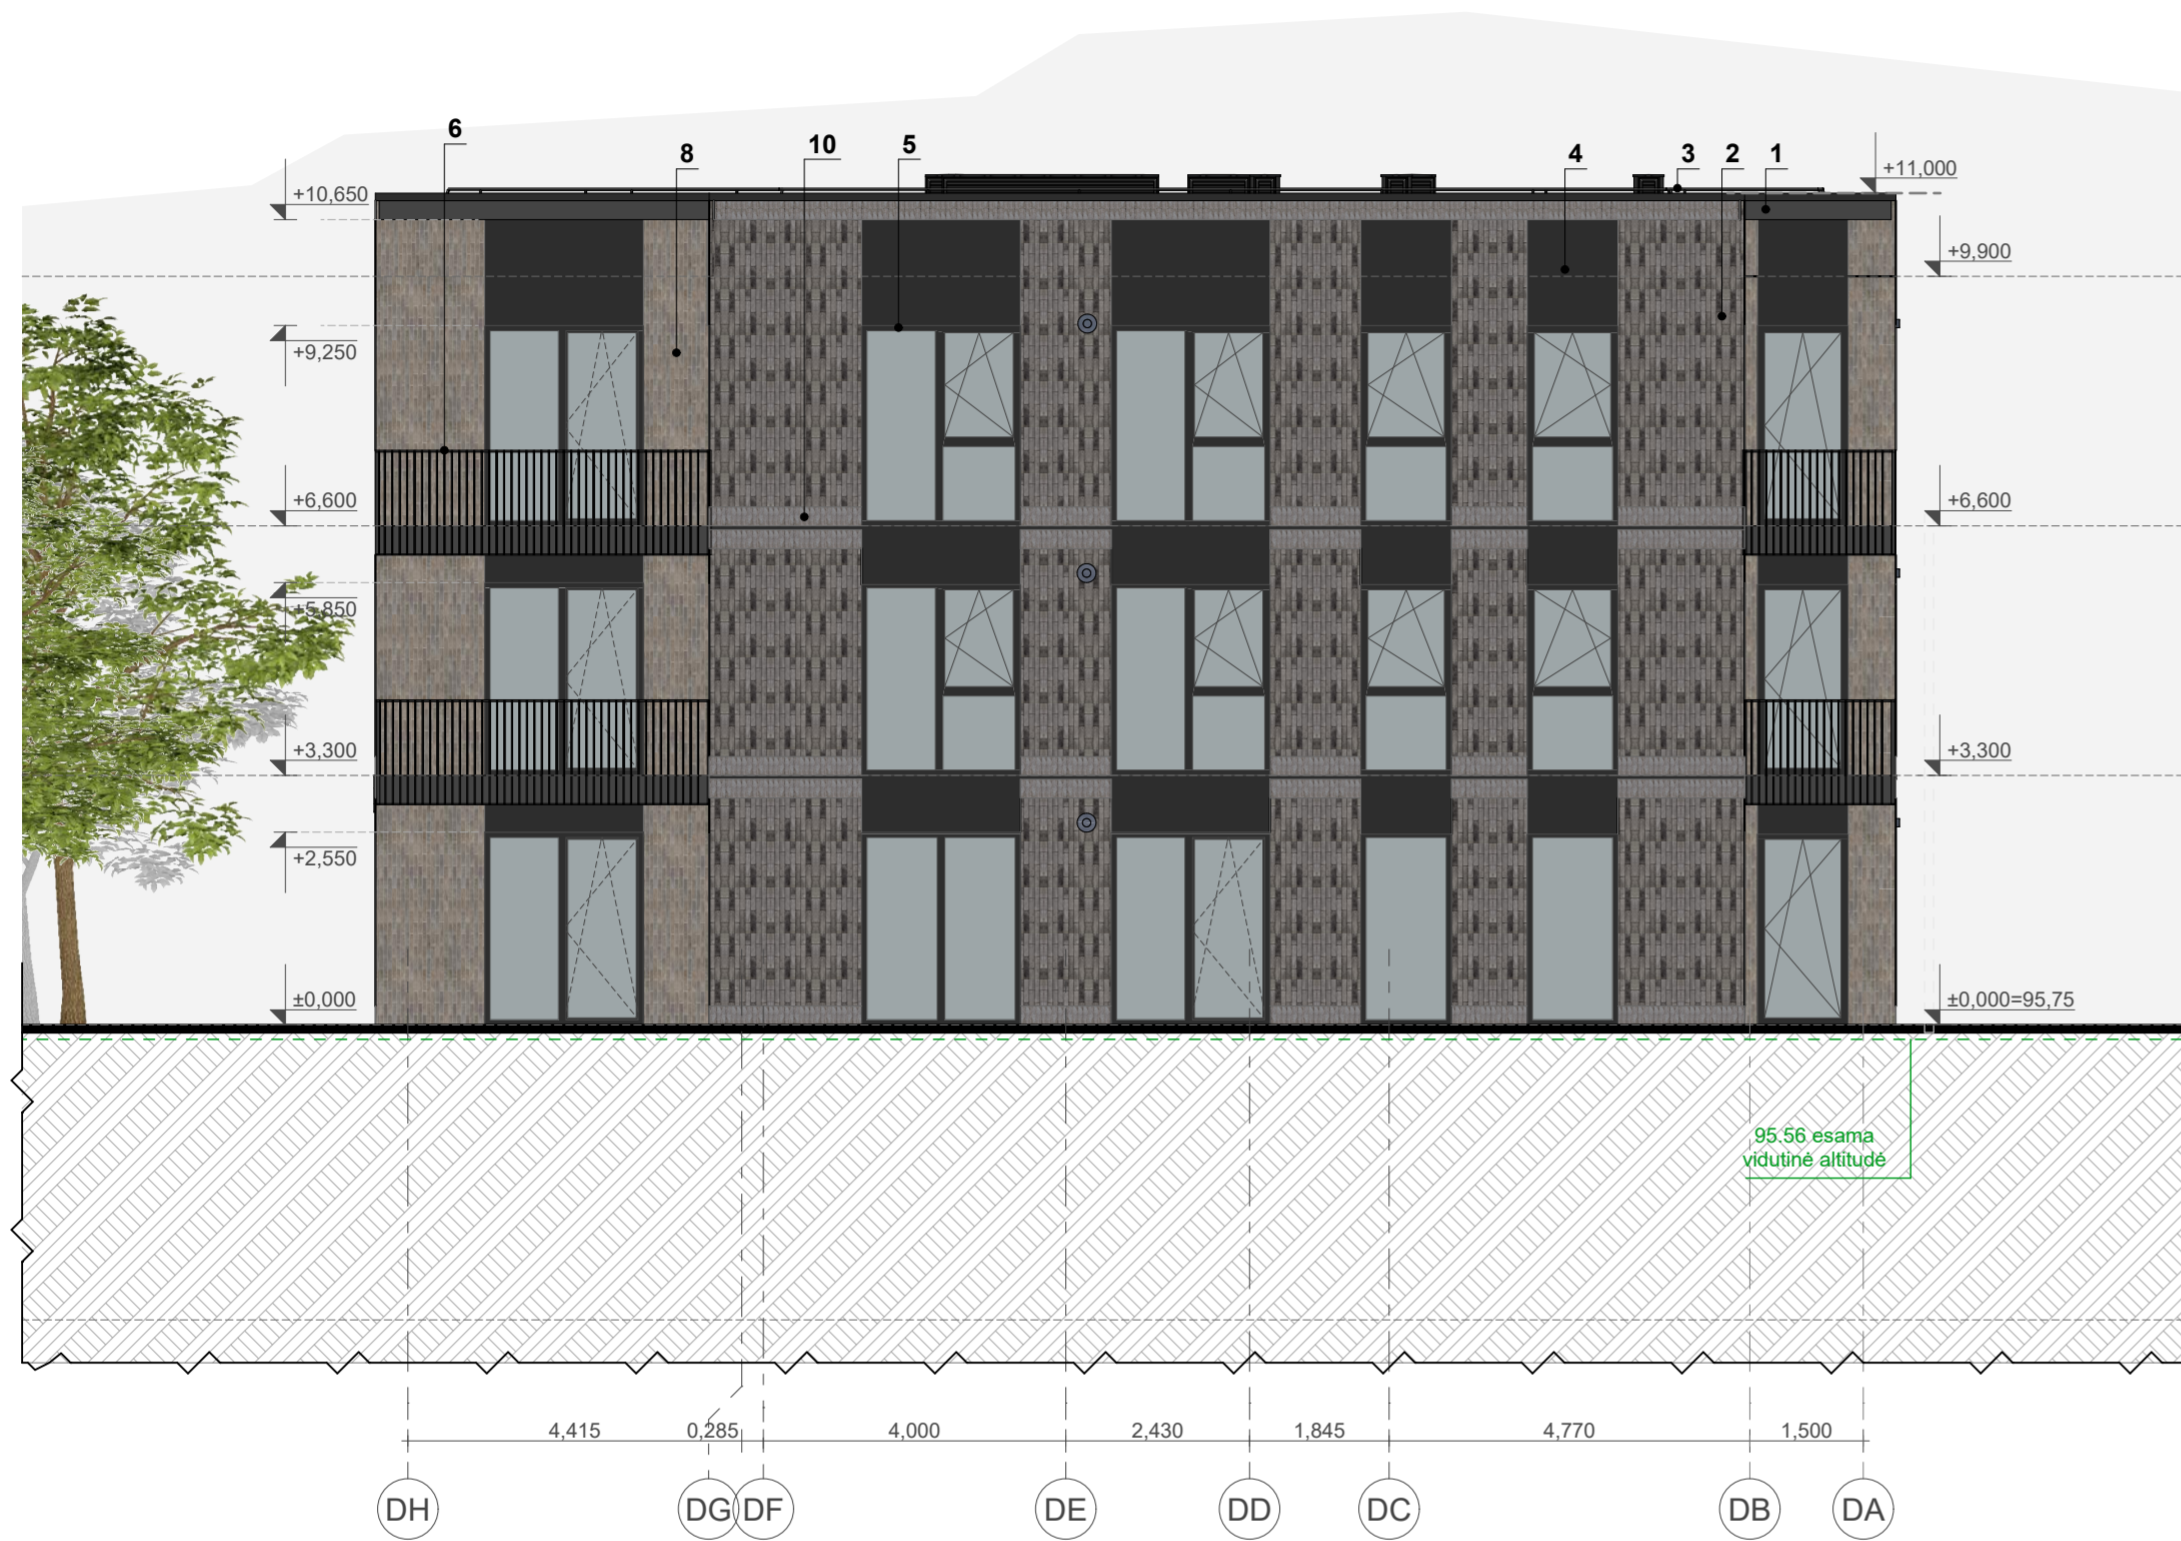 6
8
10
5
4
3
2
1
+11,000
+10,650
+9,900
+9,250
+6,600
+6,600
+5,850
+3,300
+3,300
+2,550
±0,000
±0,000=95,75
95.56 esama
vidutinė altitudė
4,415
0,285
4,000
2,430
1,845
4,770
1,500
DH
DG
DF
DE
DD
DC
DB
DA